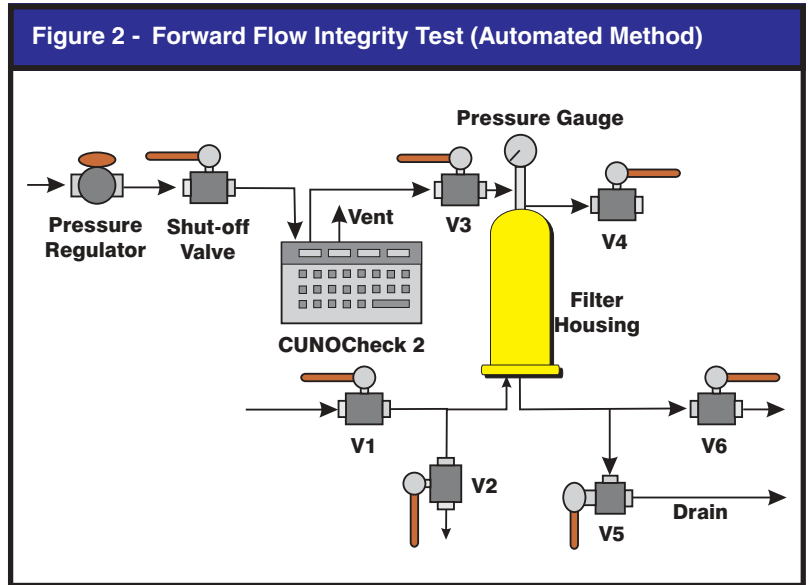 Figure 2 - Forward Flow Integrity Test (Automated Method)
Pressure Gauge
Pressure
Regulator
Shut-off
Valve
Vent
V3
V4
CUNOCheck 2
Filter
Housing
V1
V2
V6
V5
Drain